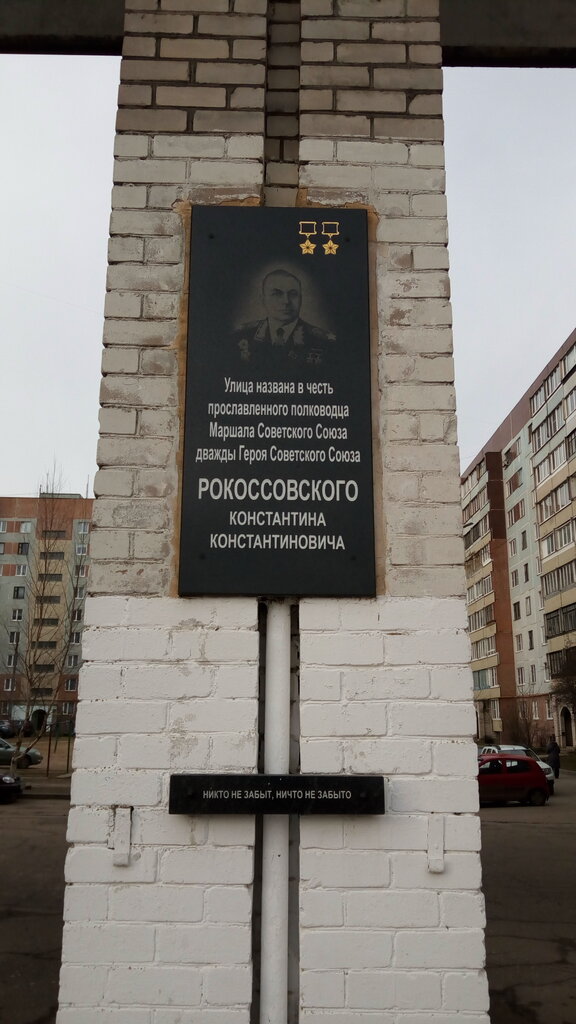 Улица названа в честь
прославленного полководца
Маршала Советского Союза
дважды Героя Советского Союза
РОКОССОВСКОГО
КОНСТАНТИНА
КОНСТАНТИНОВИЧА
НИКТО НЕ ЗАБЫТ, НИЧТО НЕ ЗАБЫТО